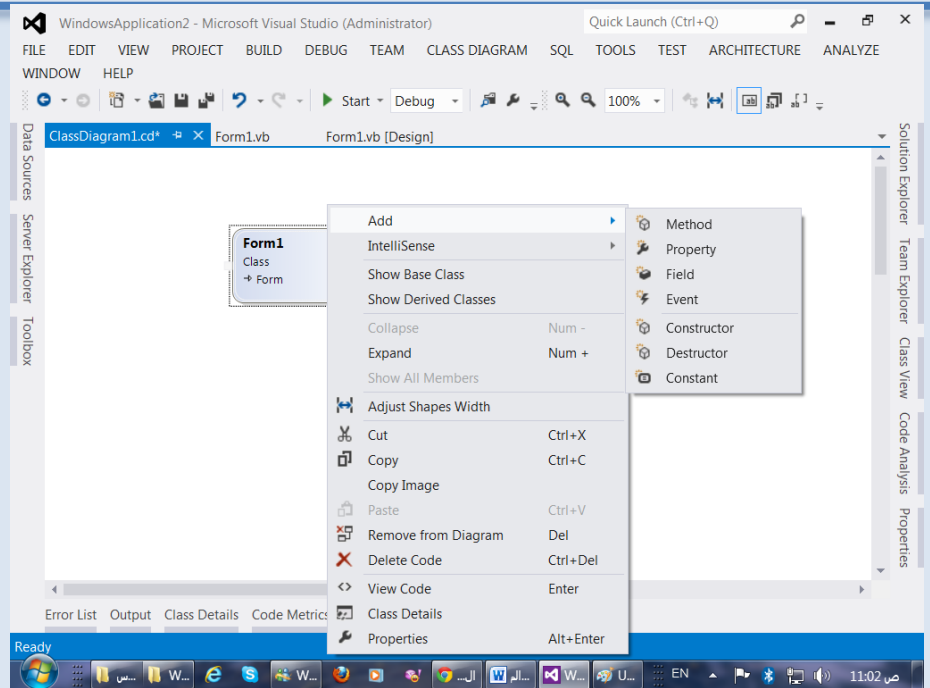 WindowsApplication2 - Microsoft Visual Studio (Administrator)
Quick Launch (Ctrl+Q)
FILE EDIT VIEW PROJECT BUILD DEBUG TEAM CLASS DIAGRAM SQL TOOLS TEST ARCHITECTURE ANALYZE
WINDOW HELP
Start Debug 100%
ClassDiagram1.cd* Form1.vb Form1.vb [Design]
Data Sources
Server Explorer
Toolbox
Form1
Class
Form
Add
IntelliSense
Show Base Class
Show Derived Classes
Collapse Num -
Expand Num +
Show All Members
Adjust Shapes Width
Cut Ctrl+X
Copy Ctrl+C
Copy Image
Paste Ctrl+V
Remove from Diagram Del
Delete Code Ctrl+Del
View Code Enter
Class Details
Properties Alt+Enter
Method
Property
Field
Event
Constructor
Destructor
Constant
Solution Explorer
Team Explorer
Class View
Code Analysis
Properties
Error List Output Class Details Code Metrics
Ready
س... W... W... ال... الم... W... U... EN 11:02 ص